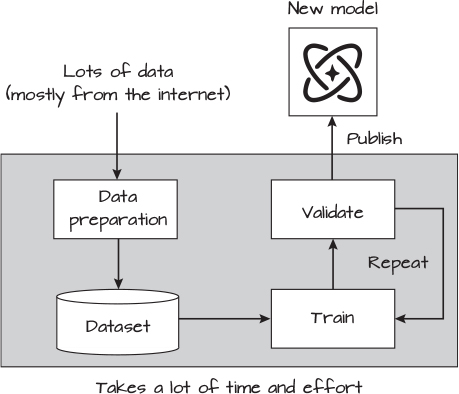 New model
Lots of data
(mostly from the internet)
Publish
Data
preparation
Validate
Repeat
Dataset
Train
Takes a lot of time and effort